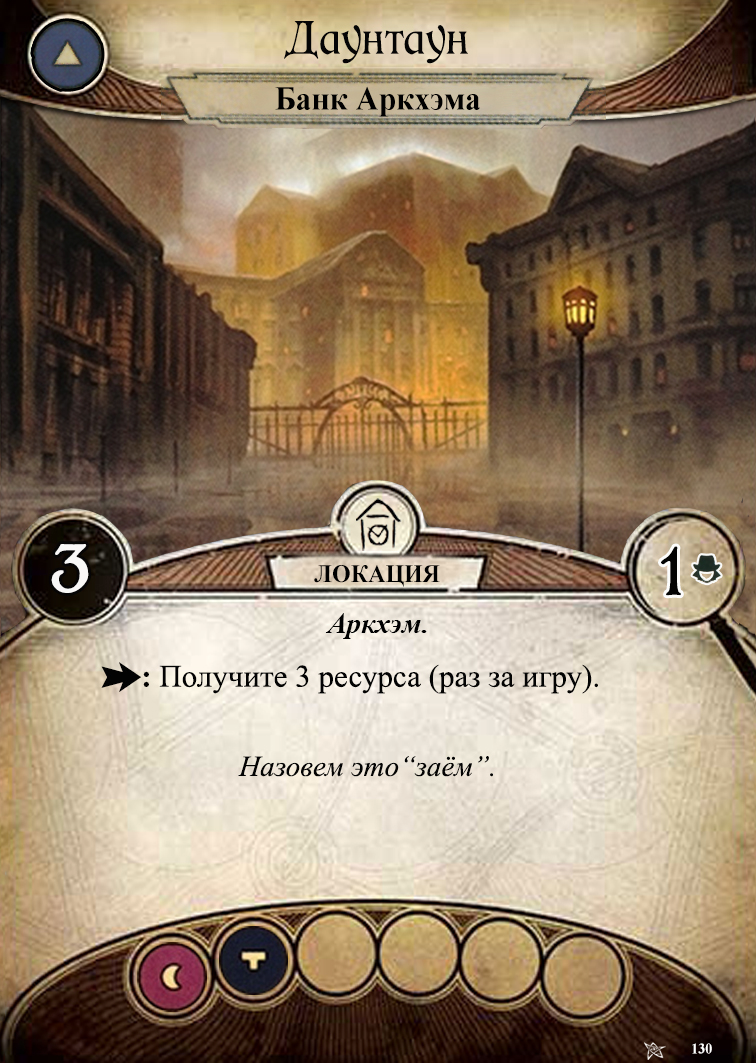 Даунтаун
Банк Аркхэма
3
1
ЛОКАЦИЯ
Аркхэм.
: Получите 3 ресурса (раз за игру).
Назовем это “заём”.
130